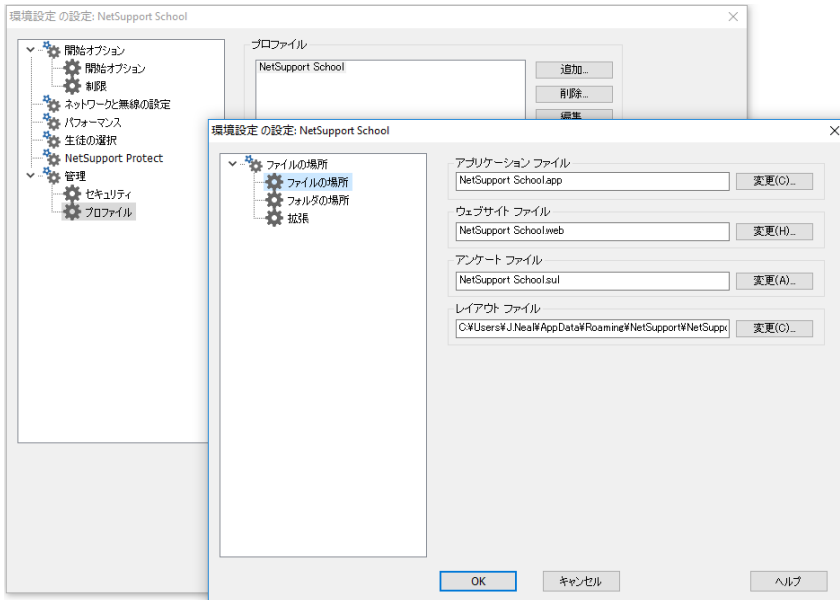 環境設定 の設定: NetSupport School
開始オプション
開始オプション
制限
ネットワークと無線の設定
パフォーマンス
生徒の選択
NetSupport Protect
管理
セキュリティ
プロファイル
プロファイル
NetSupport School
追加...
削除...
編集
環境設定 の設定: NetSupport School
ファイルの場所
ファイルの場所
フォルダの場所
拡張
アプリケーション ファイル
NetSupport School.app
変更(C)...
ウェブサイト ファイル
NetSupport School.web
変更(H)...
アンケート ファイル
NetSupport School.sul
変更(A)...
レイアウト ファイル
C:¥Users¥J.Neal¥AppData¥Roaming¥NetSupport¥NetSuppo
変更(C)...
OK
キャンセル
ヘルプ